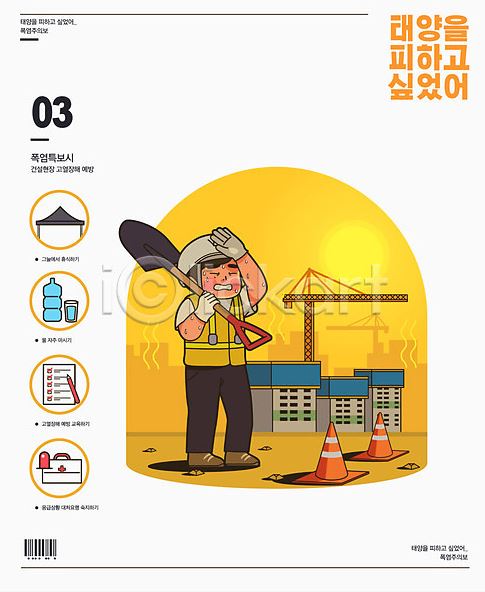 태양을 피하고 싶었어_
폭염주의보
태양을
피하고
싶었어
03
폭염특보시
건설현장 고열장해 예방
그늘에서 휴식하기
물 자주 마시기
고열장해 예방 교육하기
응급상황 대처요령 숙지하기
태양을 피하고 싶었어_
폭염주의보